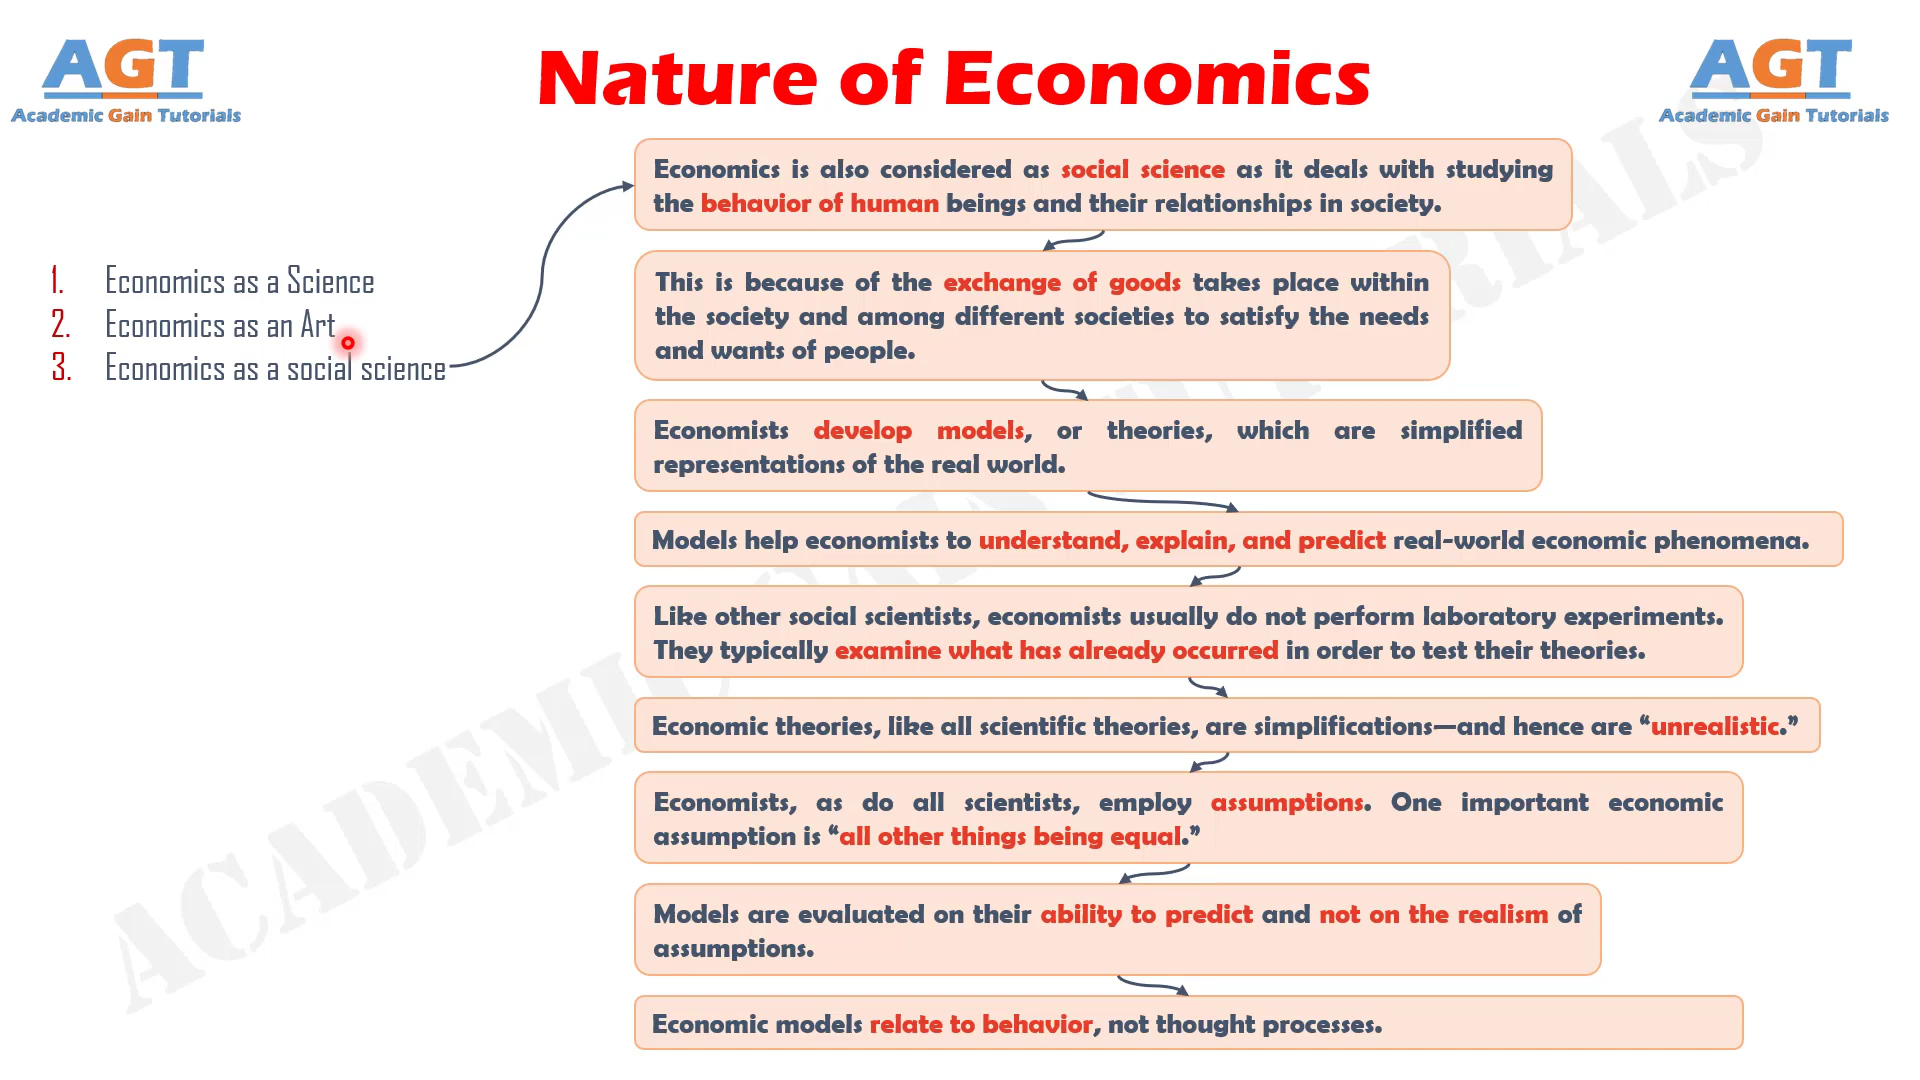 AGT
Academic Gain Tutorials
Nature of Economics
AGT
Academic Gain Tutorials
1. Economics as a Science
2. Economics as an Art
3. Economics as a social science
Economics is also considered as social science as it deals with studying
the behavior of human beings and their relationships in society.
This is because of the exchange of goods takes place within
the society and among different societies to satisfy the needs
and wants of people.
Economists develop models, or theories, which are simplified
representations of the real world.
Models help economists to understand, explain, and predict real-world economic phenomena.
Like other social scientists, economists usually do not perform laboratory experiments.
They typically examine what has already occurred in order to test their theories.
Economic theories, like all scientific theories, are simplifications—and hence are “unrealistic.”
Economists, as do all scientists, employ assumptions. One important economic
assumption is “all other things being equal.”
Models are evaluated on their ability to predict and not on the realism of
assumptions.
Economic models relate to behavior, not thought processes.
ACADEMIC GAIN TUTORIALS